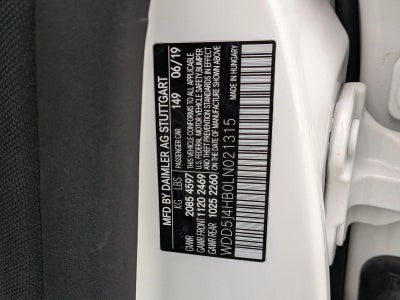 MFD BY DAIMLER AG STUTTGART
PASSENGER CAR 149 06/19
KG LBS
GVWR 2085 4597
GAWR FRONT 1120 2469
GAWR REAR 1025 2260
THIS VEHICLE CONFORMS TO ALL APPLICABLE
U.S. FEDERAL MOTOR VEHICLE SAFETY, BUMPER
AND THEFT PREVENTION STANDARDS IN EFFECT
ON THE DATE OF MANUFACTURE SHOWN ABOVE.
WDD5J4HB0LN021315
MADE IN HUNGARY